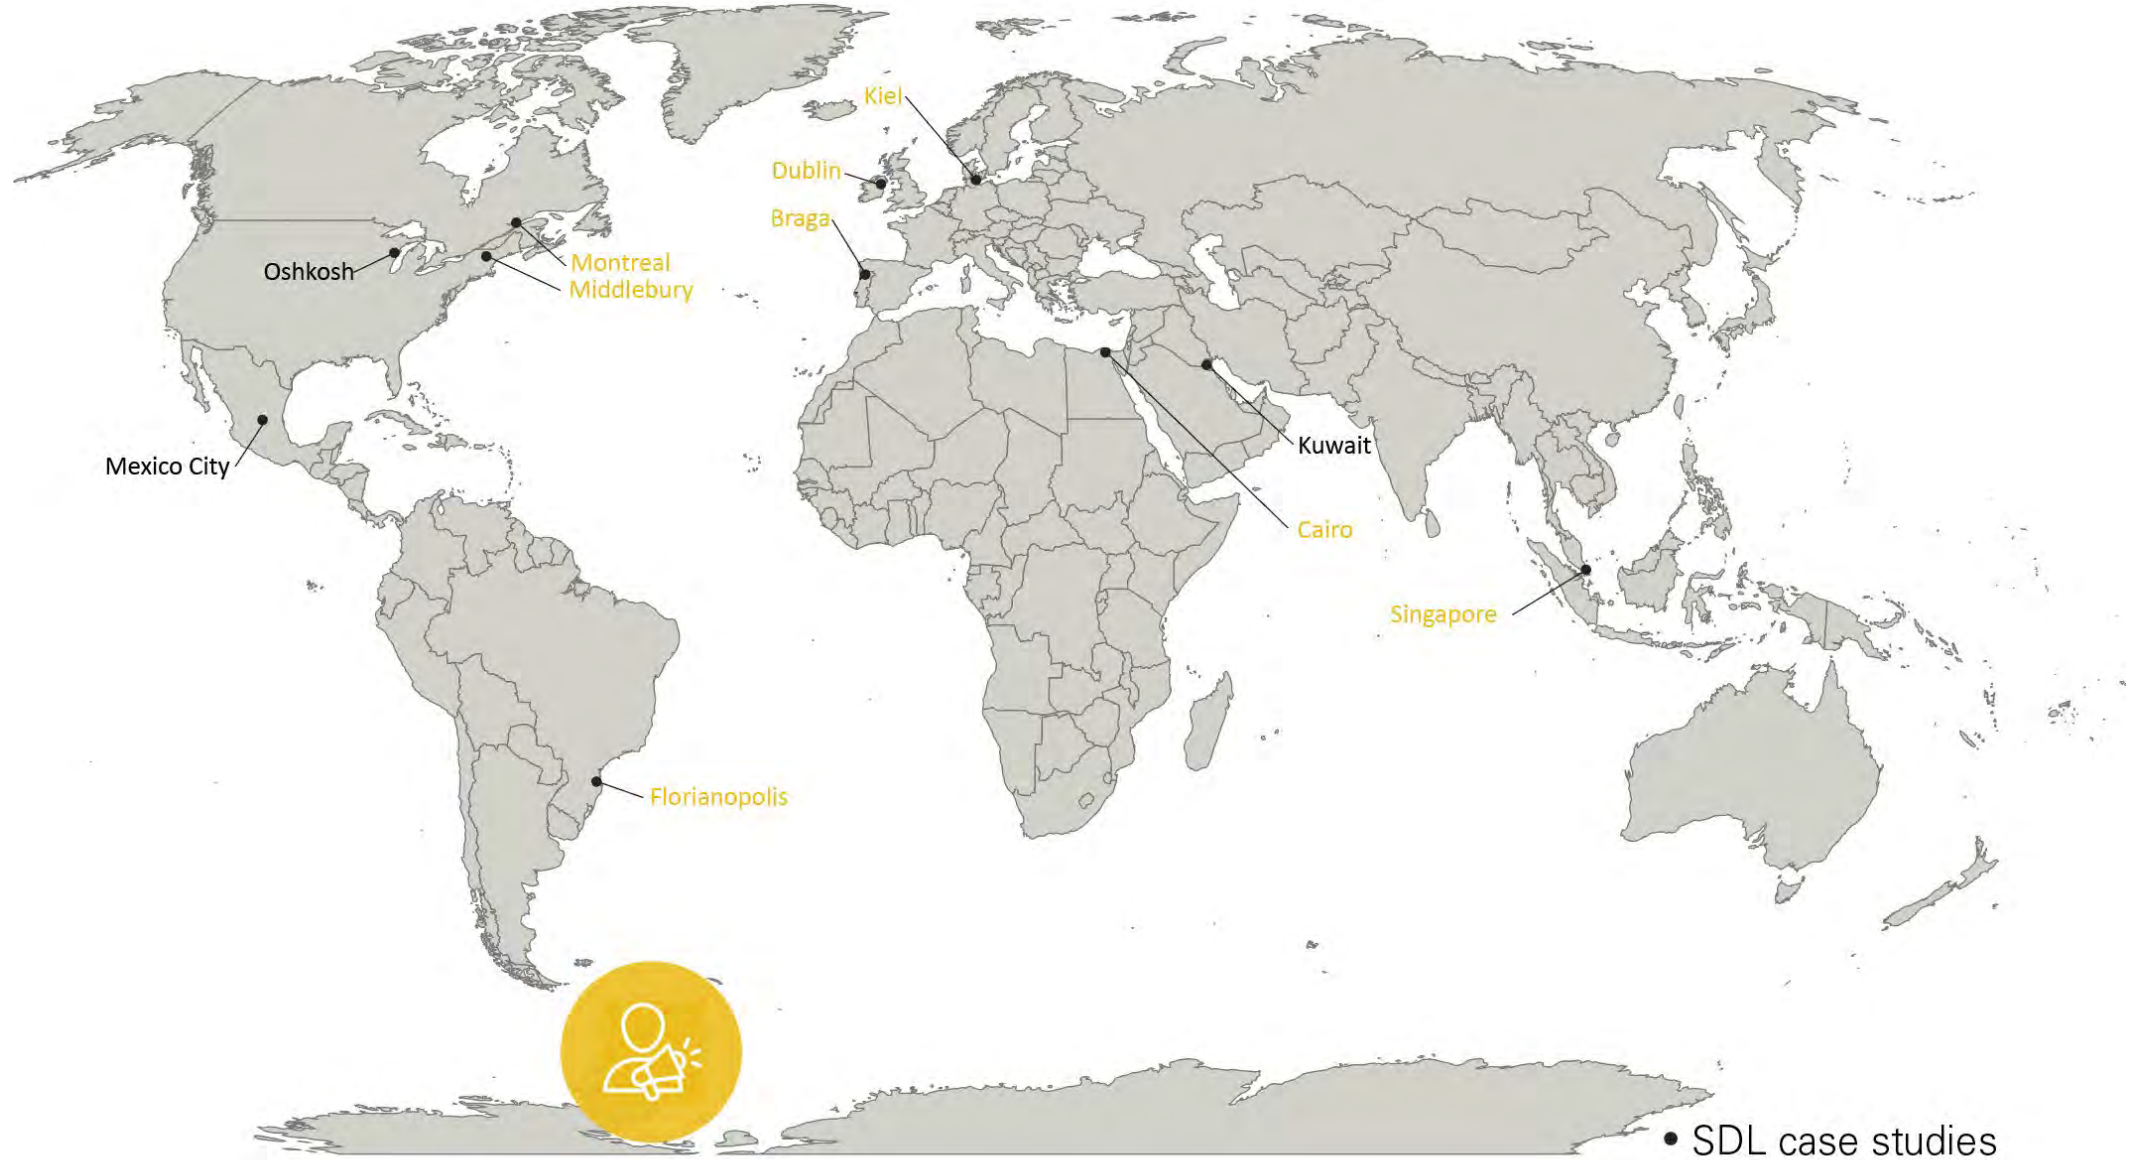 Kiel
Dublin
Braga
Oshkosh
Montreal
Middlebury
Mexico City
Kuwait
Cairo
Singapore
Florianopolis
SDL case studies